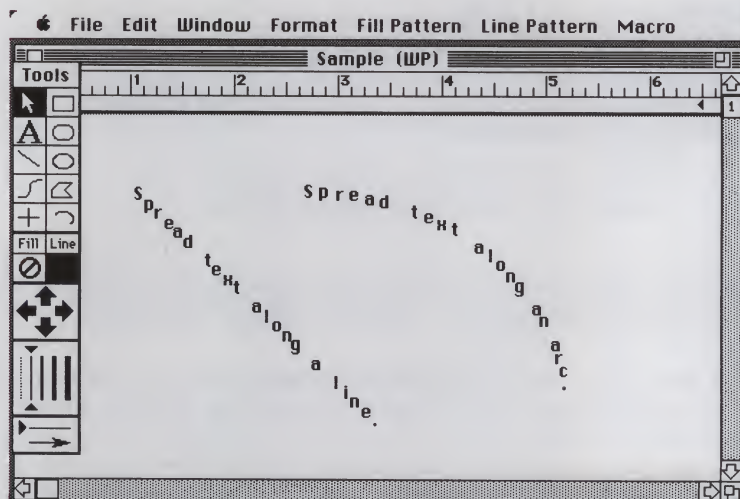 File Edit Window Format Fill Pattern Line Pattern Macro
Sample (WP)
Tools
1 2 3 4 5 6
1
A
Fill Line
Spread text along a line.
Spread text along an arc.